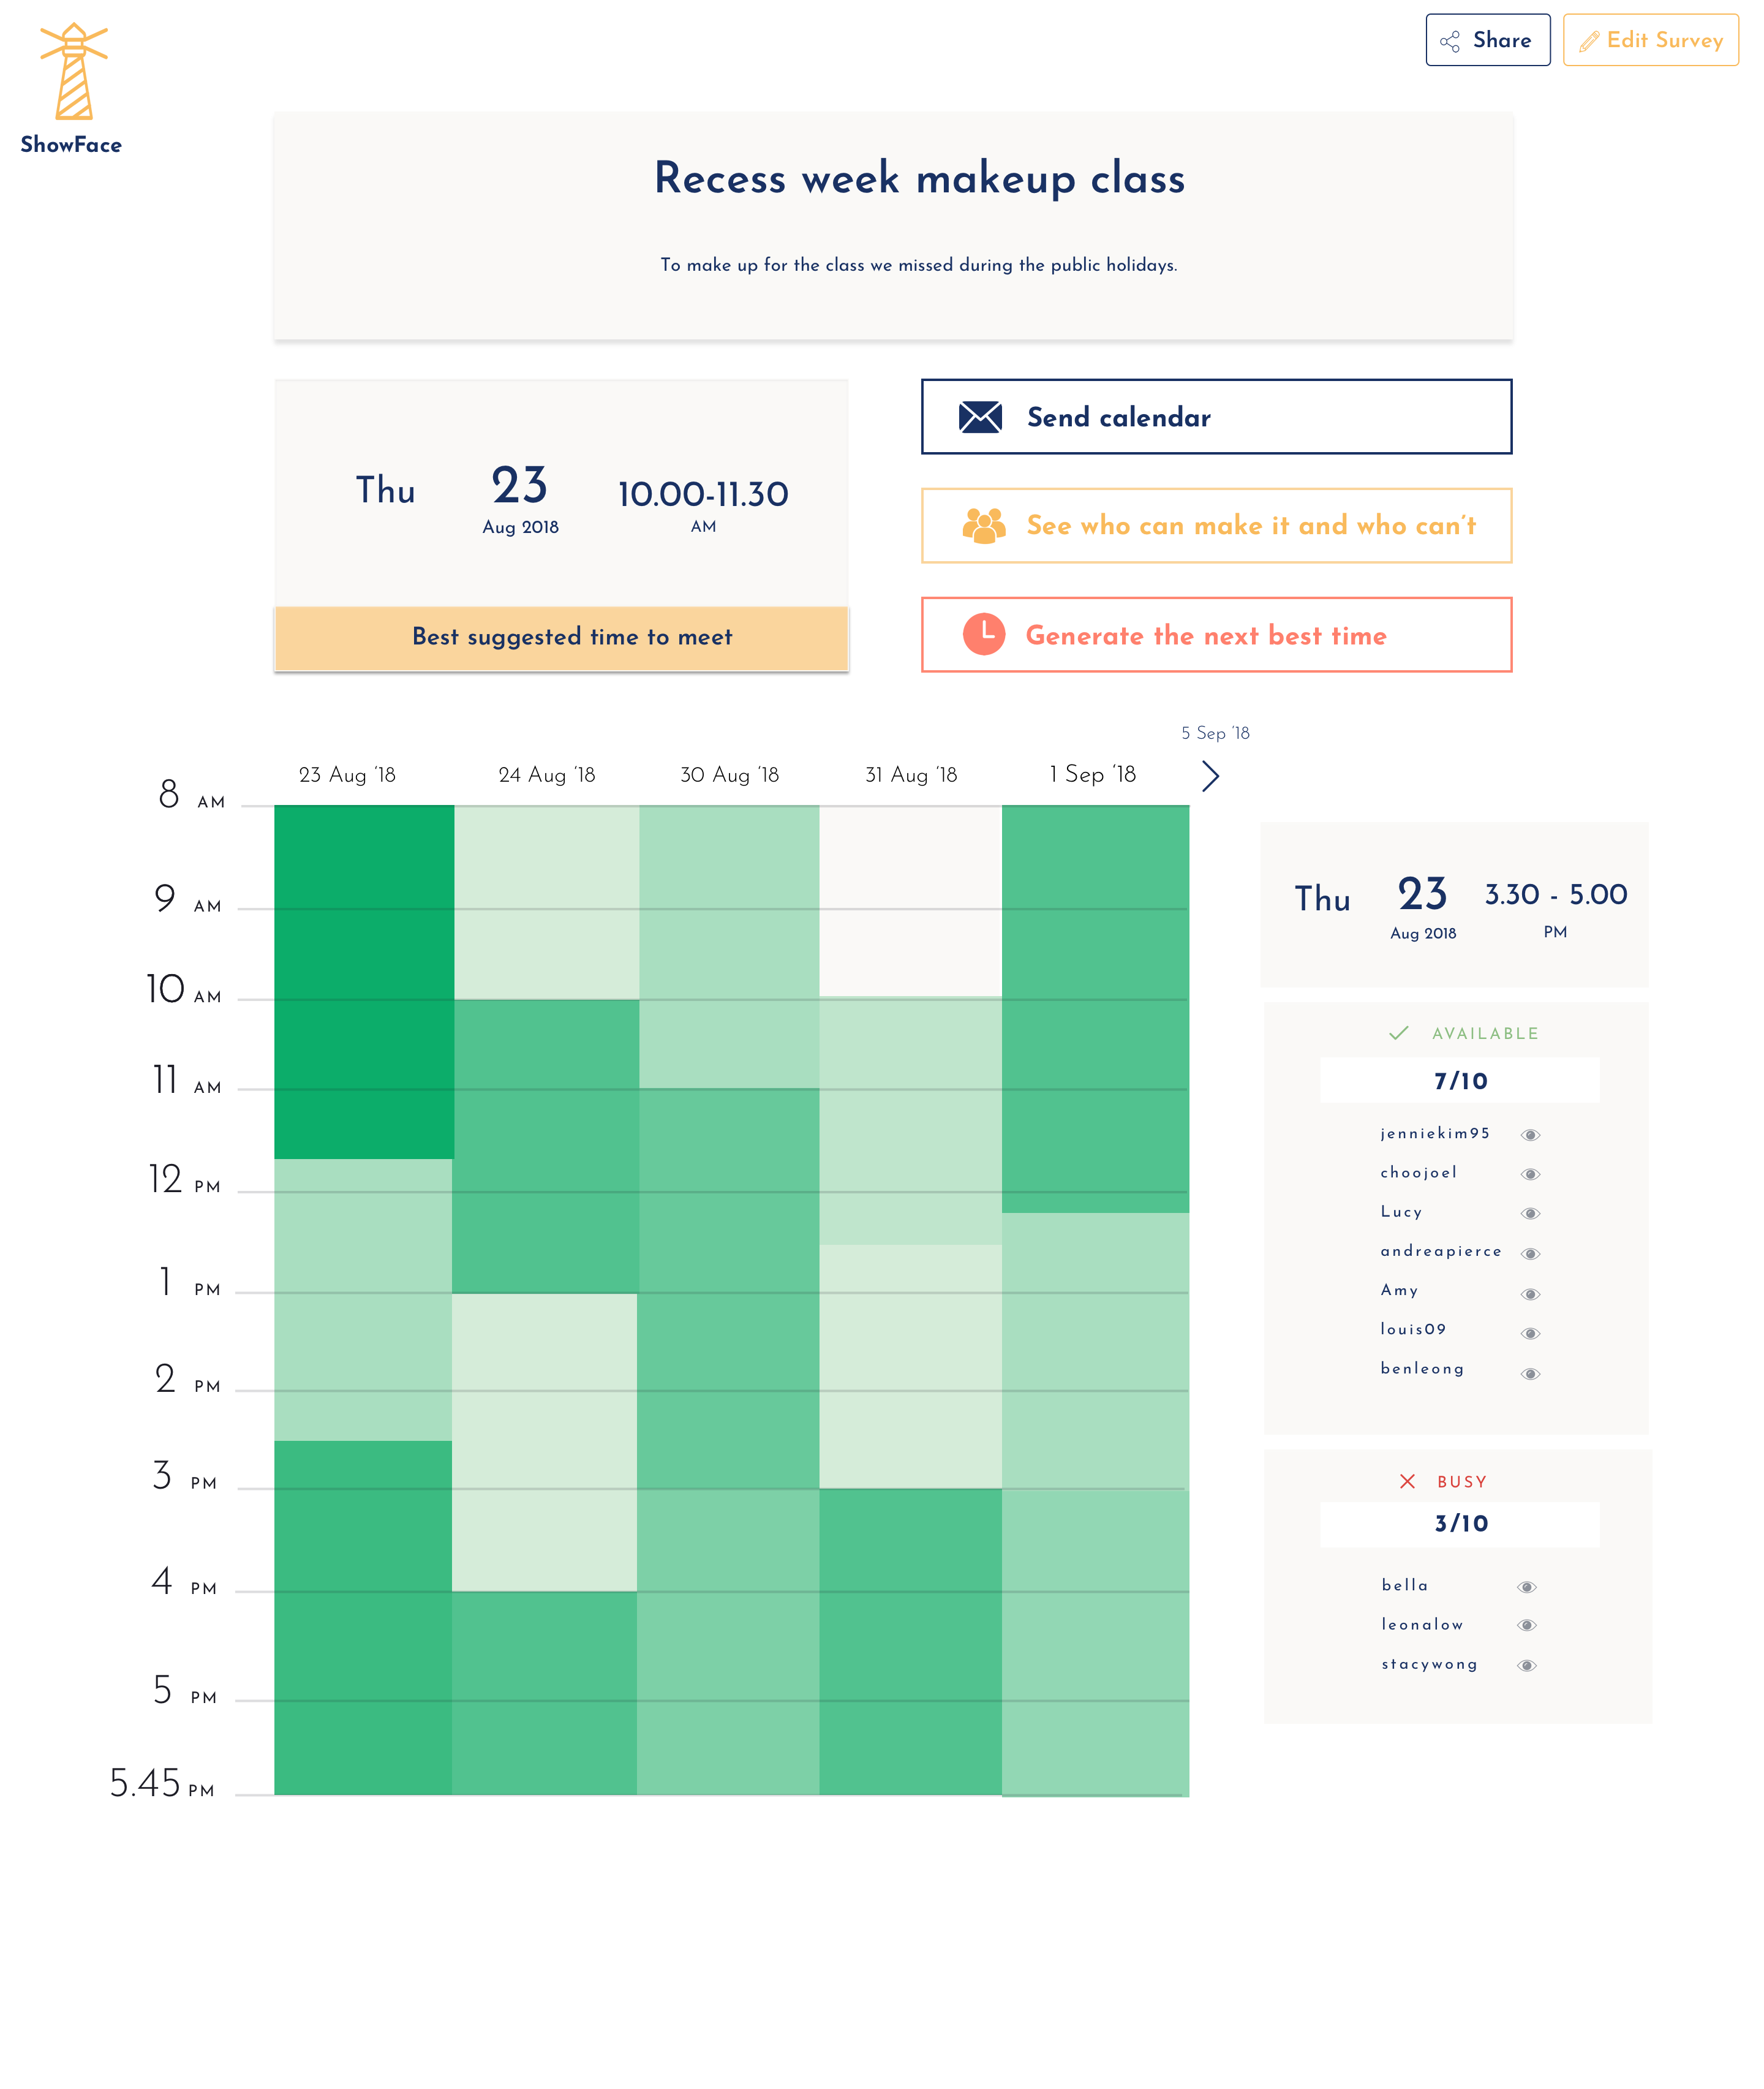 Share
Edit Survey
ShowFace
Recess week makeup class
To make up for the class we missed during the public holidays.
Thu
23
Aug 2018
10.00-11.30
AM
Best suggested time to meet
Send calendar
See who can make it and who can't
Generate the next best time
5 Sep '18
23 Aug '18
24 Aug '18
30 Aug '18
31 Aug '18
1 Sep '18
8 AM
9 AM
10 AM
11 AM
12 PM
1 PM
2 PM
3 PM
4 PM
5 PM
5.45 PM
Thu
23
Aug 2018
3.30 - 5.00
PM
AVAILABLE
7/10
jenniekim95
choojoel
Lucy
andreapierce
Amy
louis09
benleong
BUSY
3/10
bella
leonalow
stacywong